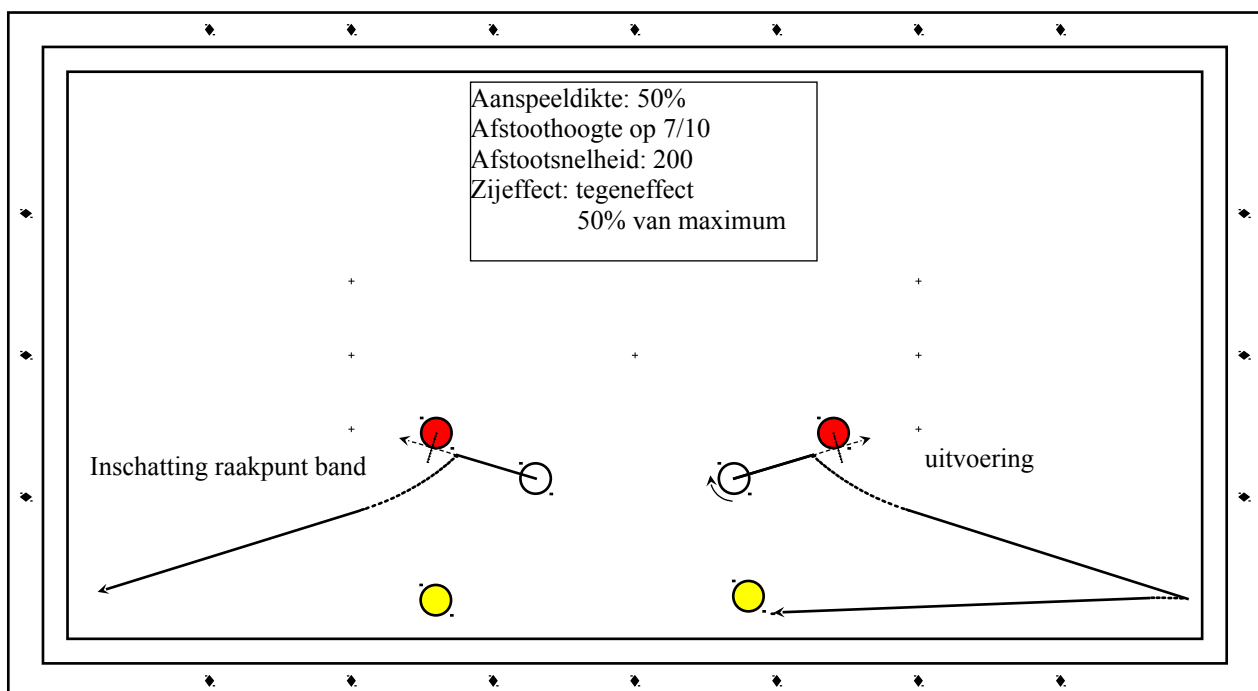 Aanspeeldikte: 50%
Afstoothoogte op 7/10
Afstootsnelheid: 200
Zijeffect: tegeneffect
50% van maximum
Inschatting raakpunt band
uitvoering